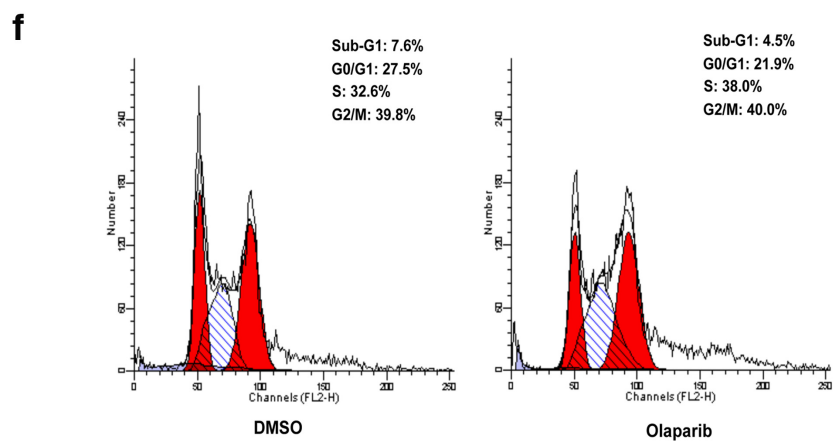 f
Sub-G1: 7.6%
G0/G1: 27.5%
S: 32.6%
G2/M: 39.8%
Number
0 60 120 180 240
0 50 100 150 200 250
Channels (FL2-H)
DMSO
Sub-G1: 4.5%
G0/G1: 21.9%
S: 38.0%
G2/M: 40.0%
Number
0 60 120 180 240
0 50 100 150 200 250
Channels (FL2-H)
Olaparib